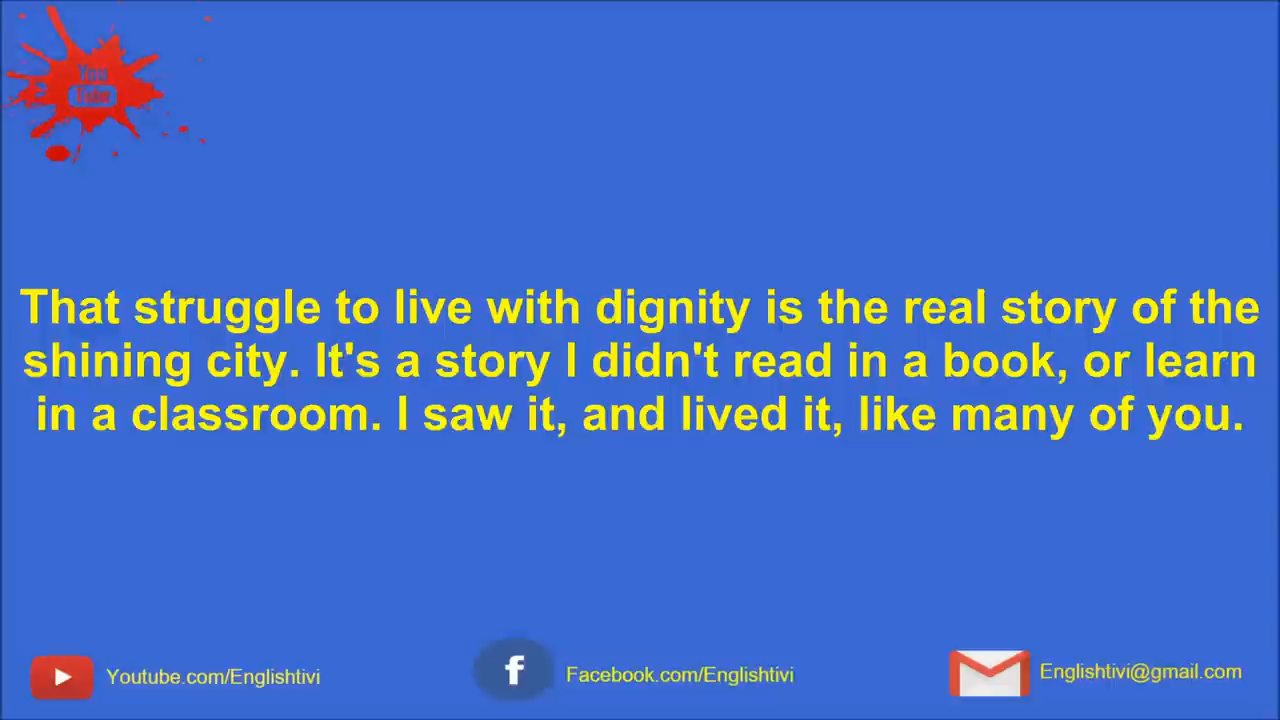 You
Tube
That struggle to live with dignity is the real story of the
shining city. It's a story I didn't read in a book, or learn
in a classroom. I saw it, and lived it, like many of you.
Youtube.com/Englishtivi
f
Facebook.com/Englishtivi
Englishtivi@gmail.com